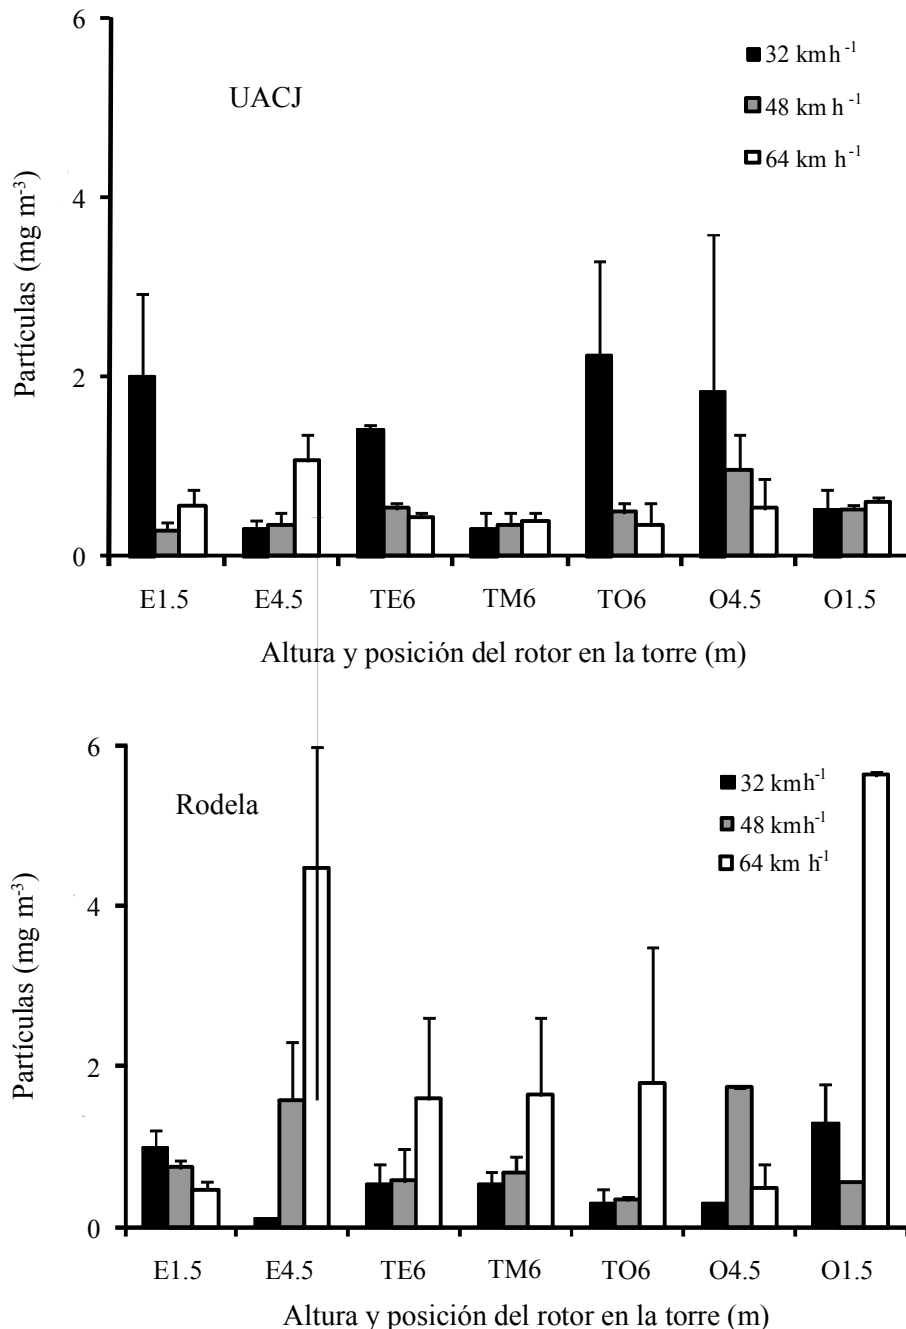 6
32 kmh-1
UACJ
48 km h-1
64 km h-1
4
Partículas (mg m-3)
2
0
E1.5 E4.5 TE6 TM6 TO6 O4.5 O1.5
Altura y posición del rotor en la torre (m)
6
32 kmh-1
Rodela
48 kmh-1
64 km h-1
4
Partículas (mg m-3)
2
0
E1.5 E4.5 TE6 TM6 TO6 O4.5 O1.5
Altura y posición del rotor en la torre (m)